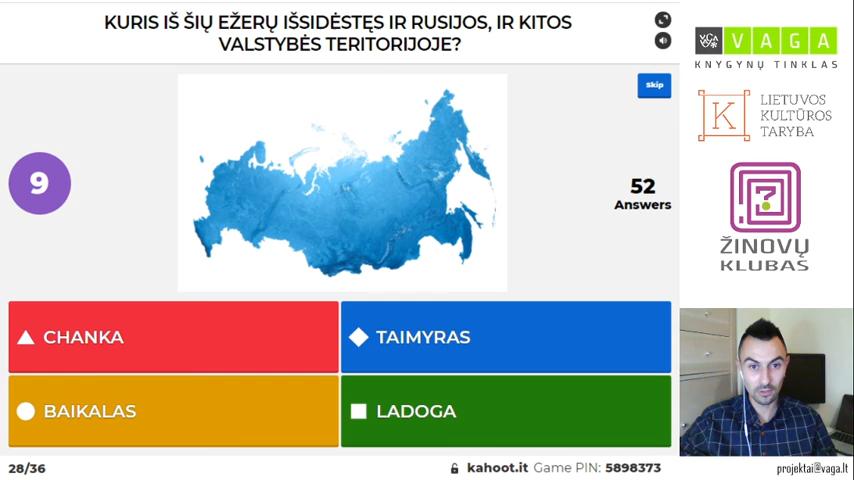 KURIS IŠ ŠIŲ EŽERŲ IŠSIDĖSTĘS IR RUSIJOS, IR KITOS
VALSTYBĖS TERITORIJOJE?
Skip
9
52
Answers
CHANKA
TAIMYRAS
BAIKALAS
LADOGA
28/36
kahoot.it Game PIN: 5898373
VAGA
KNYGYNŲ TINKLAS
K
LIETUVOS
KULTŪROS
TARYBA
?
ŽINOVŲ
KLUBAS
projektai@vaga.lt